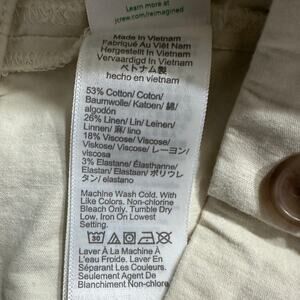 Learn more at
jcrew.com/reimagined
Made In Vietnam
Fabriqué Au Viêt Nam
Hergestellt In Vietnam
Vervaardigd In Vietnam
ベトナム製
hecho en vietnam
53% Cotton/ Coton/
Baumwolle/ Katoen/ 綿/
algodón
26% Linen/ Lin/ Leinen/
Linnen/ 麻/ lino
18% Viscose/ Viscose/
Viskose/ Viscose/ レーヨン/
viscosa
3% Elastane/ Élasthanne/
Elastan/ Elastaan/ ポリウレ
タン/ elastano
Machine Wash Cold. With
Like Colors. Non-chlorine
Bleach Only. Tumble Dry
Low. Iron On Lowest
Setting.
30
Laver À La Machine À
L'eau Froide. Laver En
Séparant Les Couleurs.
Seulement Agent De
Blanchiment Non-chlore